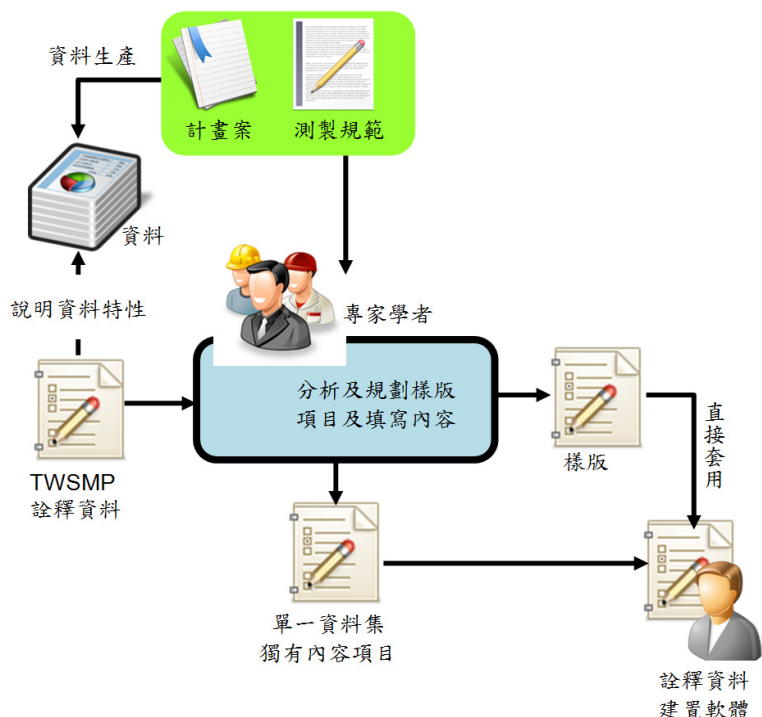 資料生產
計畫案
測製規範
資料
專家學者
說明資料特性
分析及規劃樣版
項目及填寫內容
直接套用
樣版
TWSMP
詮釋資料
單一資料集
獨有內容項目
詮釋資料
建置軟體